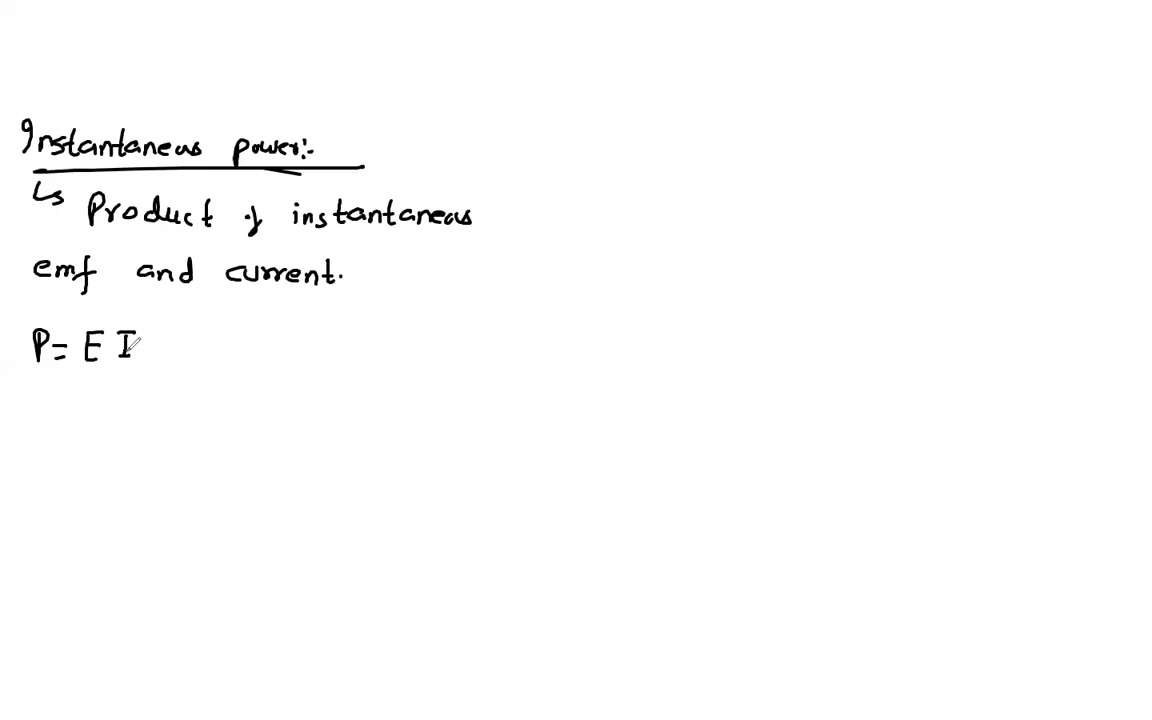 Instantaneous power:-
↳ Product of instantaneous
emf and current.
P= E I